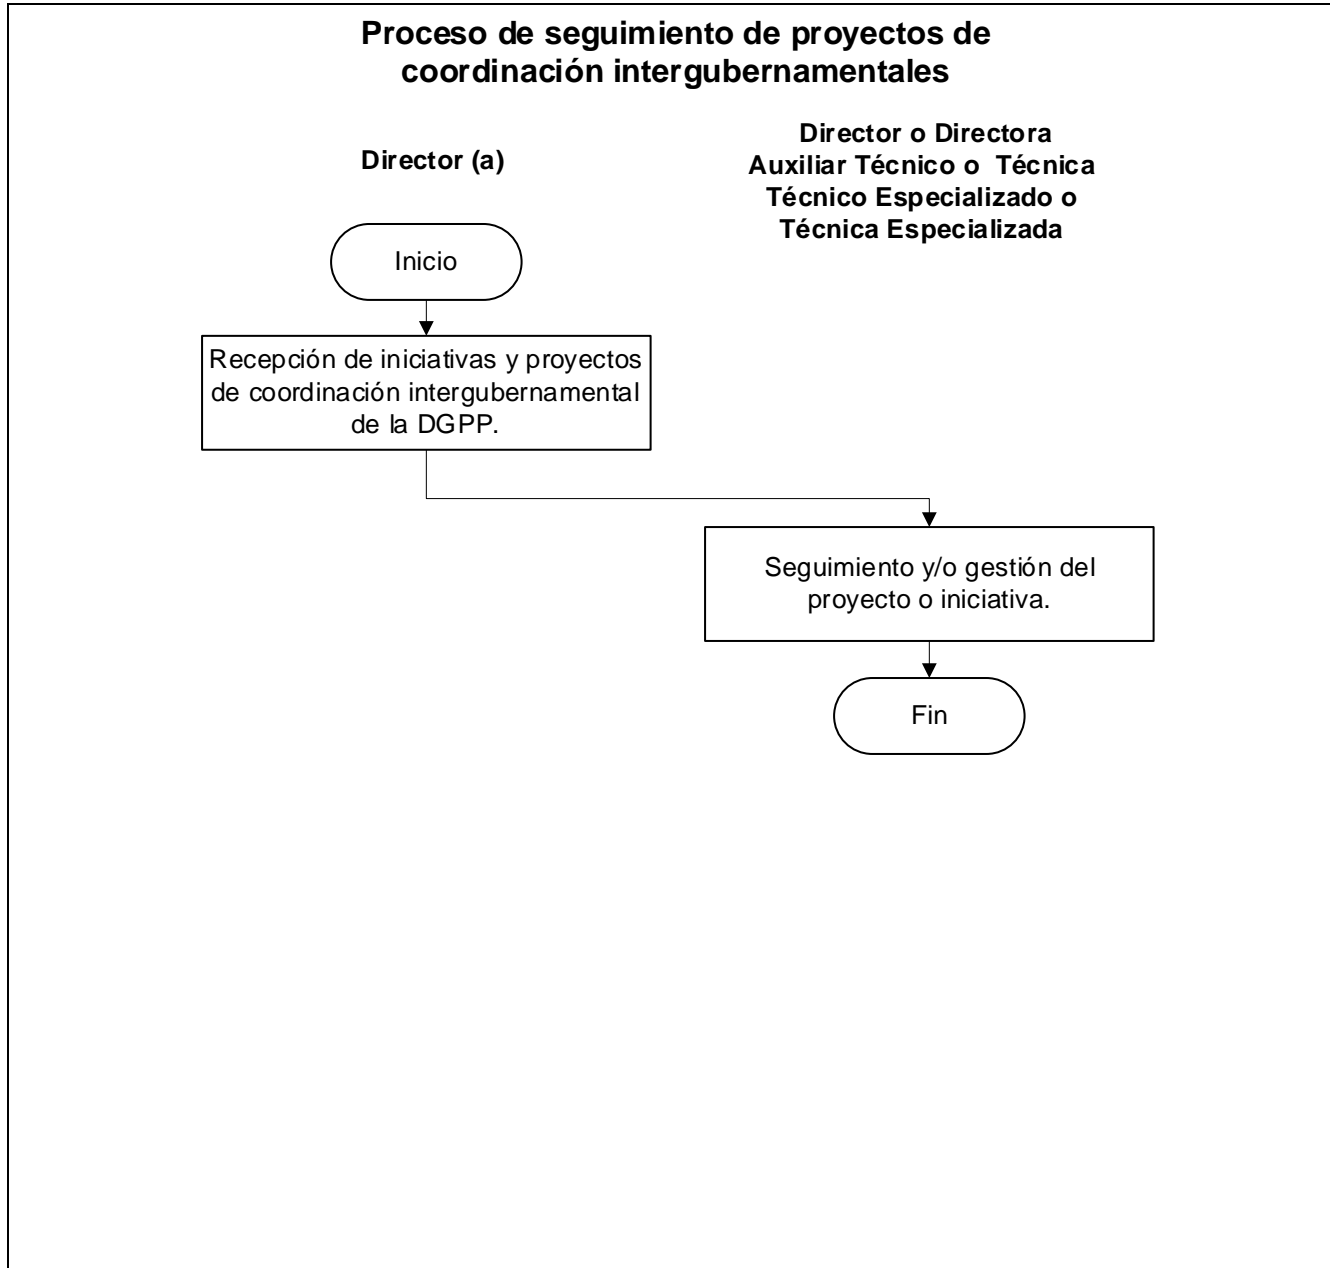 Proceso de seguimiento de proyectos de
coordinación intergubernamentales
Director (a)
Director o Directora
Auxiliar Técnico o Técnica
Técnico Especializado o
Técnica Especializada
Inicio
Recepción de iniciativas y proyectos
de coordinación intergubernamental
de la DGPP.
Seguimiento y/o gestión del
proyecto o iniciativa.
Fin